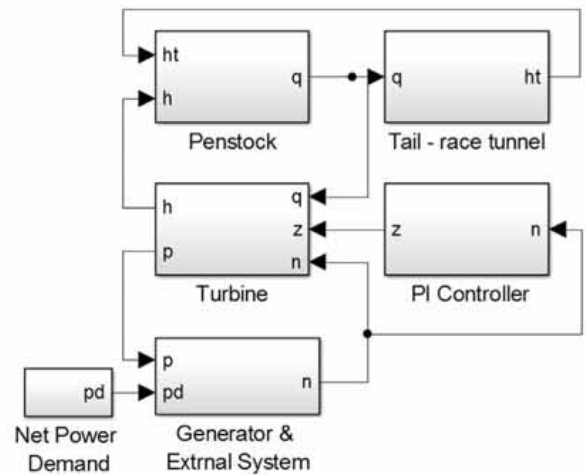 ht
q
h
Penstock
q
ht
Tail - race tunnel
h
q
z
p
n
Turbine
z
n
PI Controller
p
n
pd
Generator &
Extrnal System
pd
Net Power
Demand